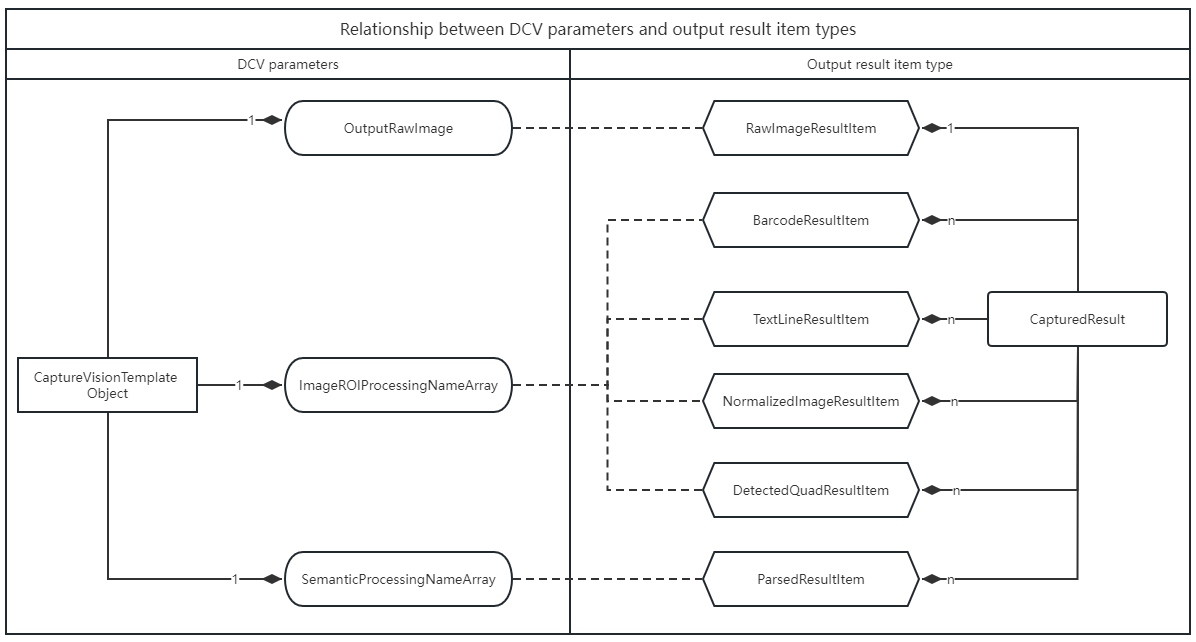 Relationship between DCV parameters and output result item types
DCV parameters
Output result item type
1
OutputRawImage
RawImageResultItem
1
BarcodeResultItem
n
TextLineResultItem
n
CapturedResult
CaptureVisionTemplate
Object
1
ImageROIProcessingNameArray
NormalizedImageResultItem
n
DetectedQuadResultItem
n
1
SemanticProcessingNameArray
ParsedResultItem
n